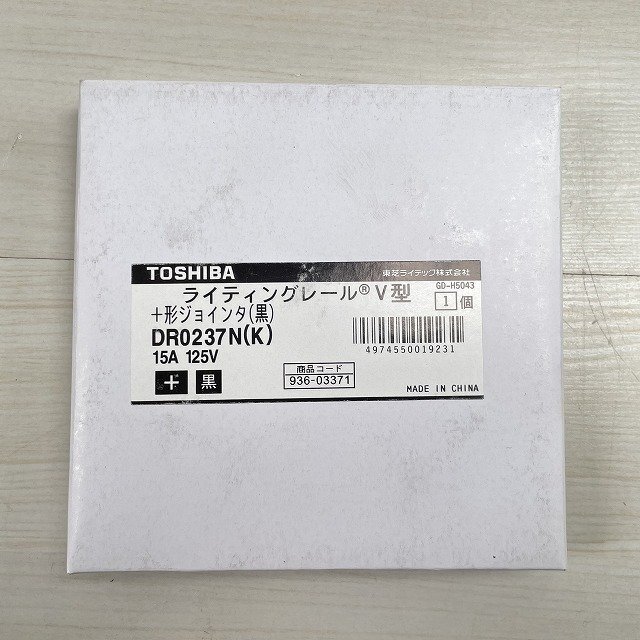 TOSHIBA 東芝ライテック株式会社
ライティングレール® V型 GD-H5043
＋形ジョインタ(黒) 1個
DR0237N(K)
15A 125V 4974550019231
＋ 黒 商品コード
936-03371 MADE IN CHINA